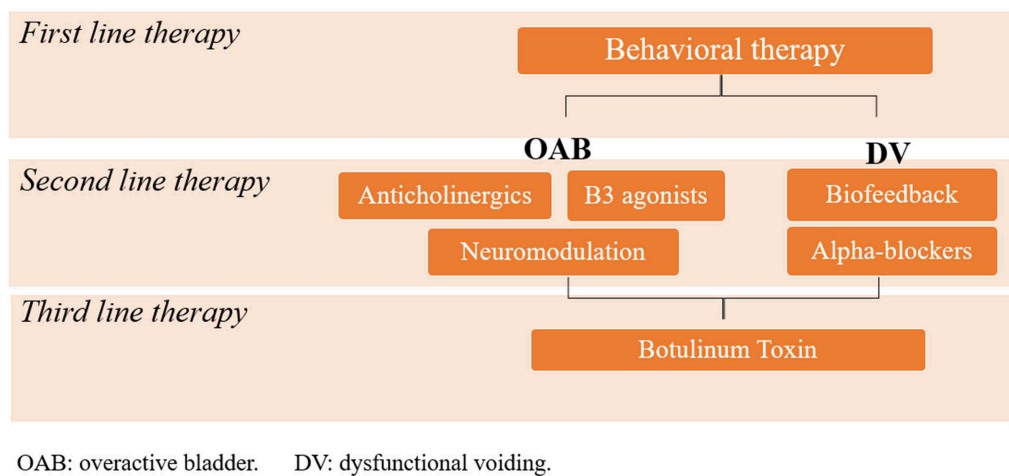 First line therapy
Behavioral therapy
OAB
DV
Second line therapy
Anticholinergics
B3 agonists
Biofeedback
Neuromodulation
Alpha-blockers
Third line therapy
Botulinum Toxin
OAB: overactive bladder. DV: dysfunctional voiding.